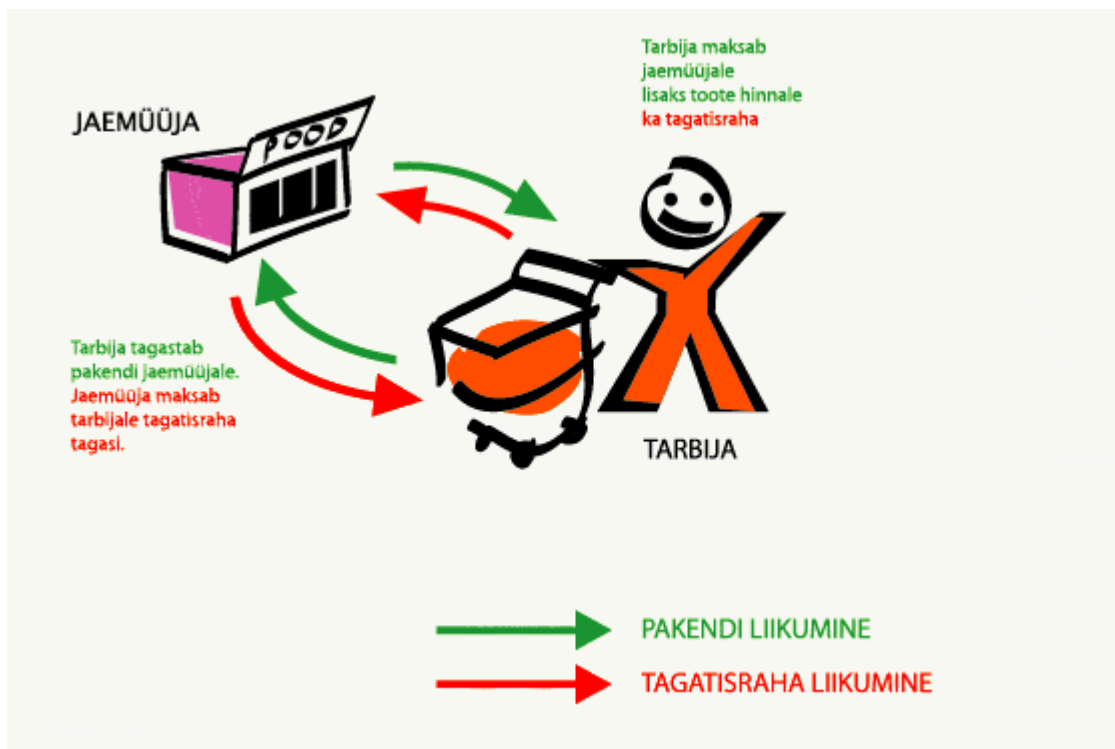 Tarbija maksab
jaemüüjale
lisaks toote hinnale
ka tagatisraha
JAEMÜÜJA
POOD
Tarbija tagastab
pakendi jaemüüjale.
Jaemüüja maksab
tarbijale tagatisraha
tagasi.
TARBIJA
PAKENDI LIIKUMINE
TAGATISRAHA LIIKUMINE